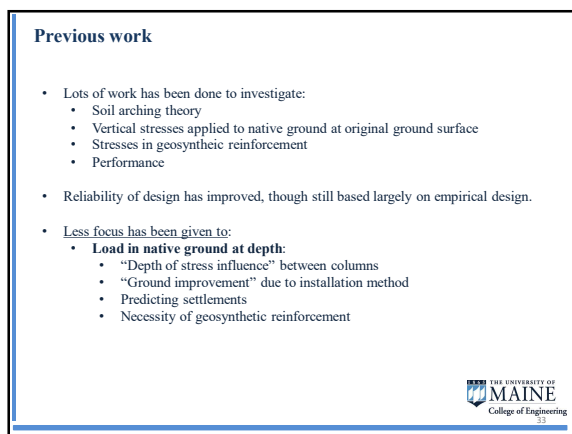 Previous work
• Lots of work has been done to investigate:
• Soil arching theory
• Vertical stresses applied to native ground at original ground surface
• Stresses in geosyntheic reinforcement
• Performance
• Reliability of design has improved, though still based largely on empirical design.
• Less focus has been given to:
• Load in native ground at depth:
• “Depth of stress influence” between columns
• “Ground improvement” due to installation method
• Predicting settlements
• Necessity of geosynthetic reinforcement
1865 THE UNIVERSITY OF
MAINE
College of Engineering
33